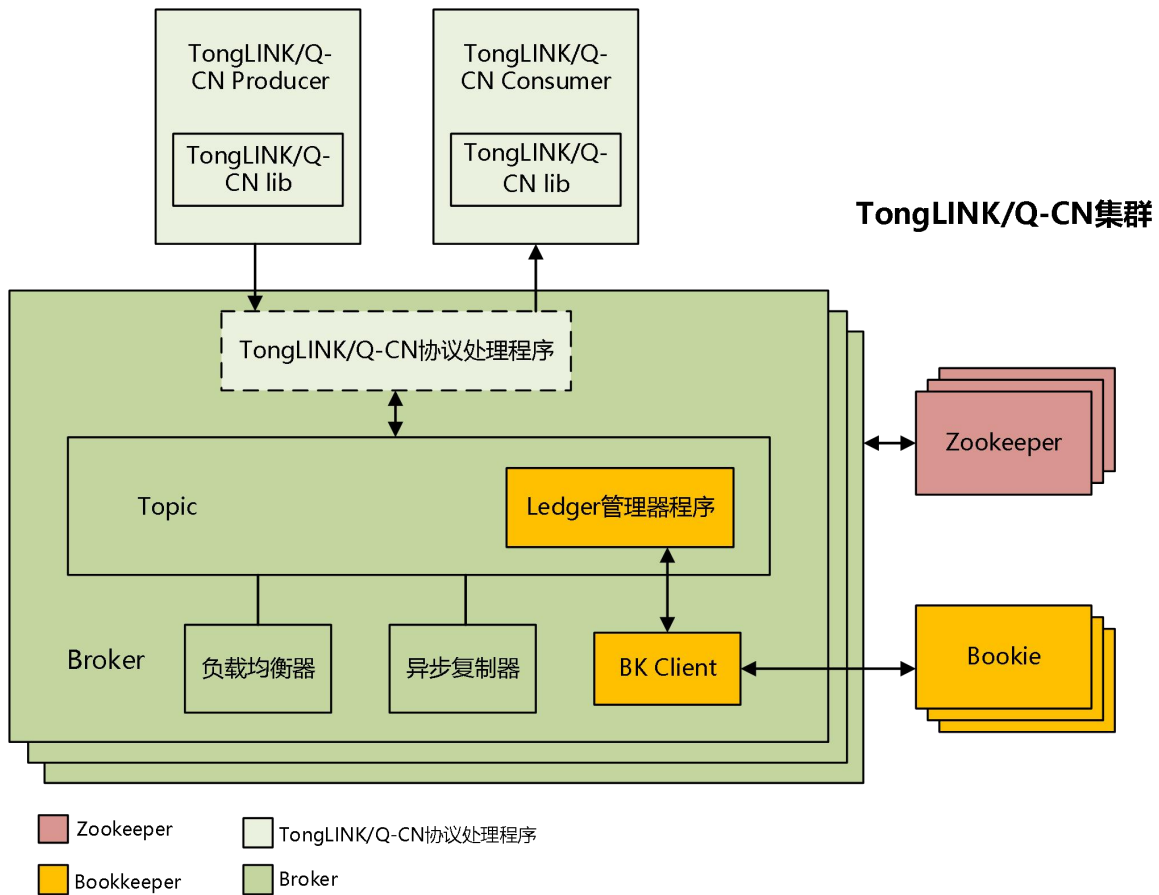 TongLINK/Q-
CN Producer
TongLINK/Q-
CN lib
TongLINK/Q-
CN Consumer
TongLINK/Q-
CN lib
TongLINK/Q-CN集群
TongLINK/Q-CN协议处理程序
Topic
Ledger管理器程序
Zookeeper
Broker
负载均衡器
异步复制器
BK Client
Bookie
Zookeeper
TongLINK/Q-CN协议处理程序
Bookkeeper
Broker